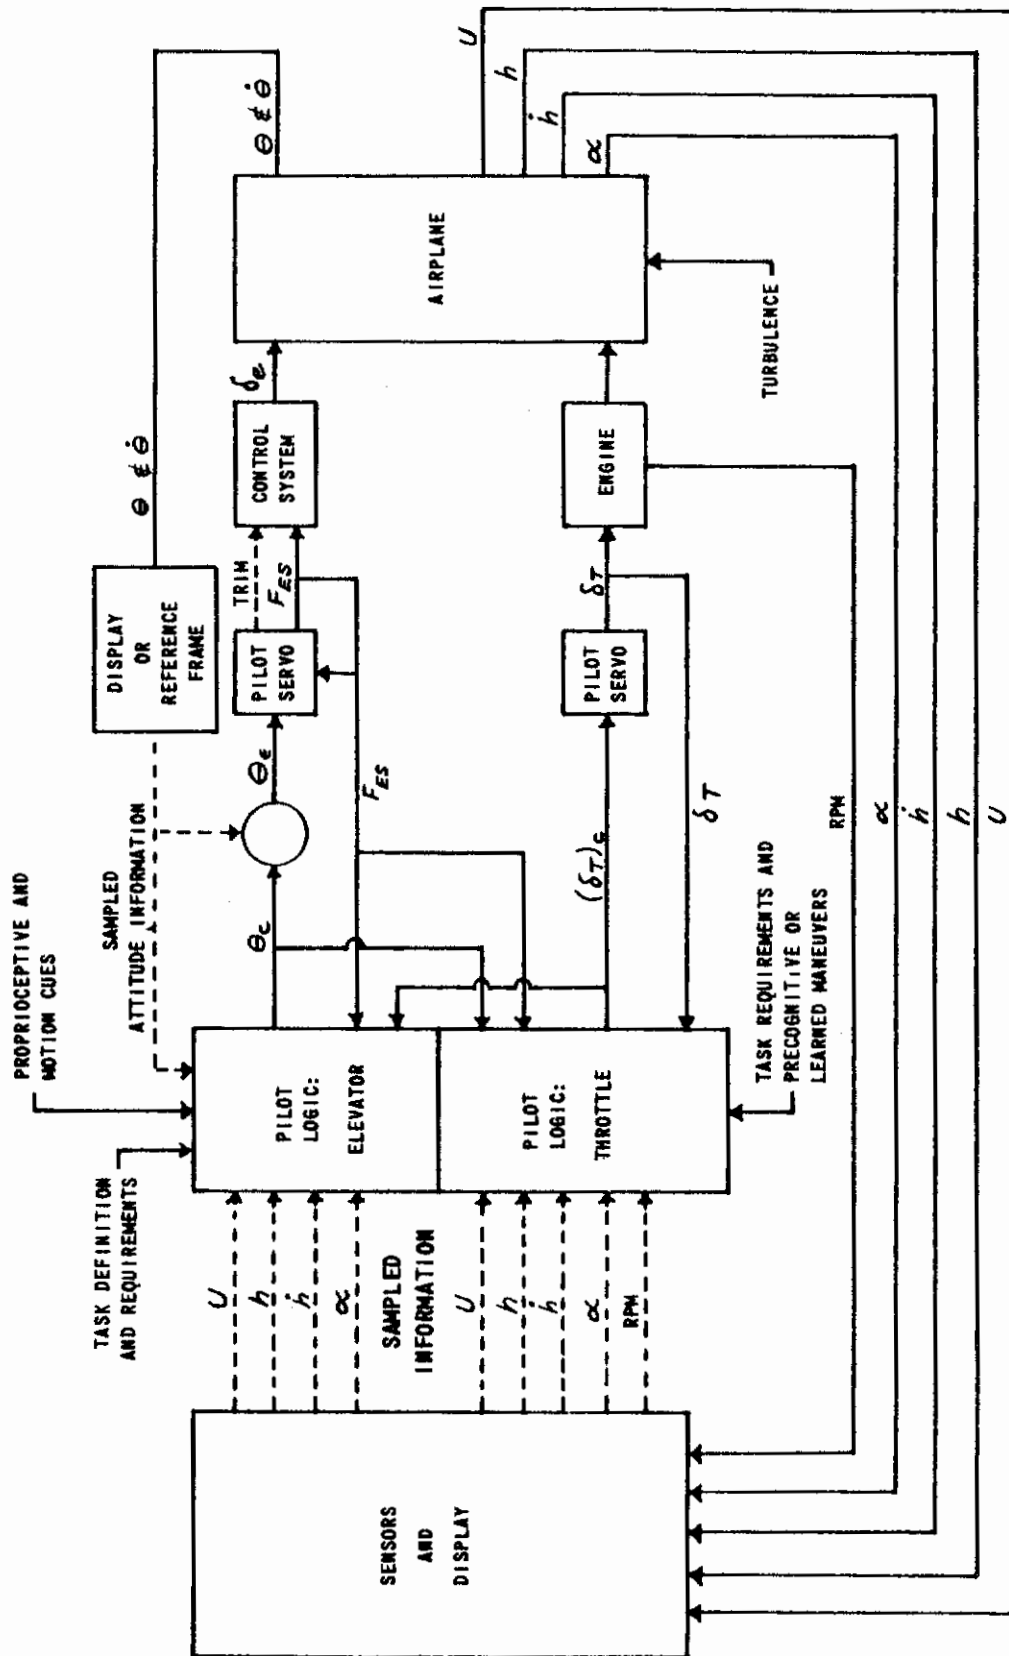 PROPRIOCEPTIVE AND
MOTION CUES
TASK DEFINITION
AND REQUIREMENTS
SAMPLED
ATTITUDE INFORMATION
DISPLAY
OR
REFERENCE
FRAME
θ & θ̇
θ & θ̇
SENSORS
AND
DISPLAY
U
h
ḣ
α
SAMPLED
INFORMATION
U
h
ḣ
α
RPM
PILOT
LOGIC:
ELEVATOR
PILOT
LOGIC:
THROTTLE
θc
θε
PILOT
SERVO
TRIM
FES
FES
CONTROL
SYSTEM
δe
AIRPLANE
(δT)c
PILOT
SERVO
δT
δT
ENGINE
TURBULENCE
TASK REQUIREMENTS AND
PRECOGNITIVE OR
LEARNED MANEUVERS
U
h
ḣ
α
RPM
α
ḣ
h
U